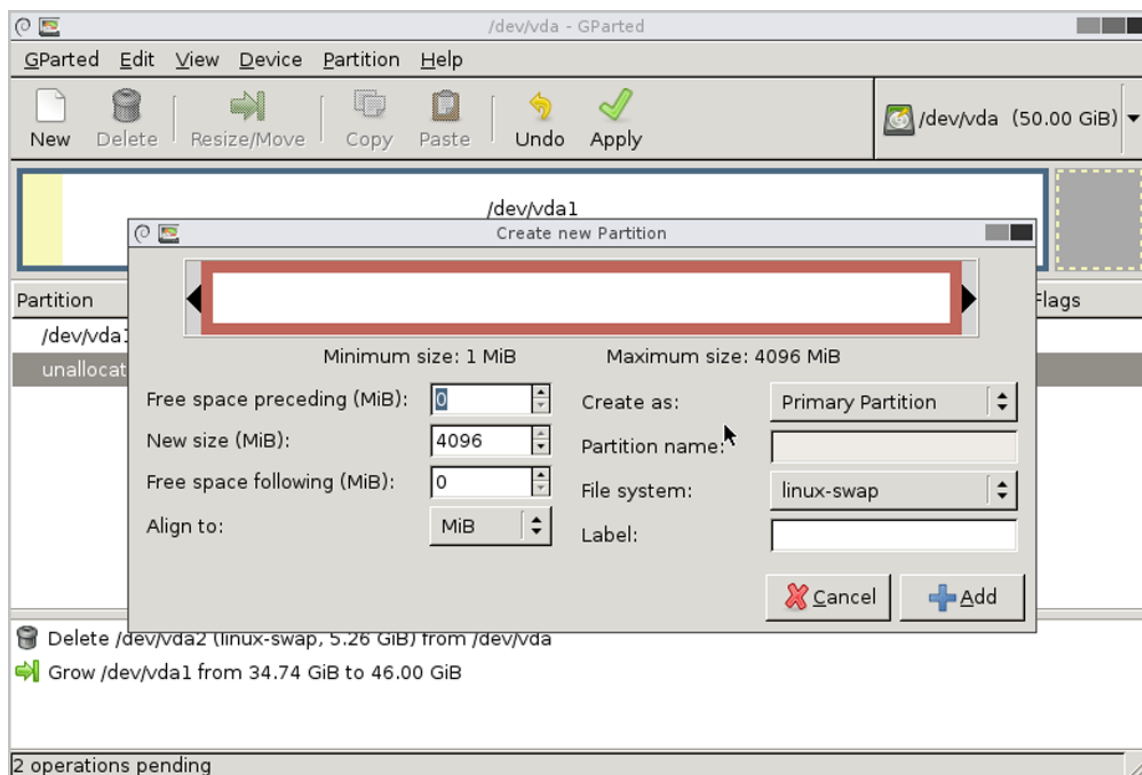 /dev/vda - GParted
GParted Edit View Device Partition Help
New Delete Resize/Move Copy Paste Undo Apply /dev/vda (50.00 GiB)
/dev/vda1
Create new Partition
Partition Flags
/dev/vda1
unallocat
Minimum size: 1 MiB Maximum size: 4096 MiB
Free space preceding (MiB): 0 Create as: Primary Partition
New size (MiB): 4096 Partition name:
Free space following (MiB): 0 File system: linux-swap
Align to: MiB Label:
Cancel Add
Delete /dev/vda2 (linux-swap, 5.26 GiB) from /dev/vda
Grow /dev/vda1 from 34.74 GiB to 46.00 GiB
2 operations pending